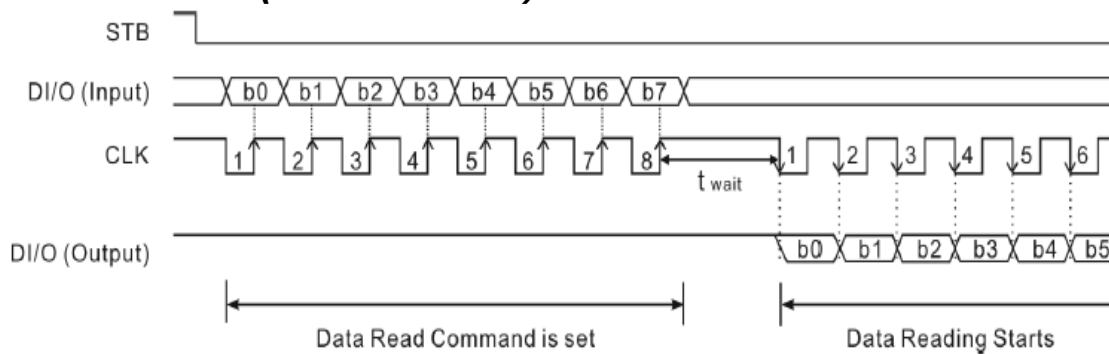 STB
DI/O (Input) b0 b1 b2 b3 b4 b5 b6 b7
CLK 1 2 3 4 5 6 7 8 1 2 3 4 5 6
t wait
DI/O (Output) b0 b1 b2 b3 b4 b5
Data Read Command is set Data Reading Starts